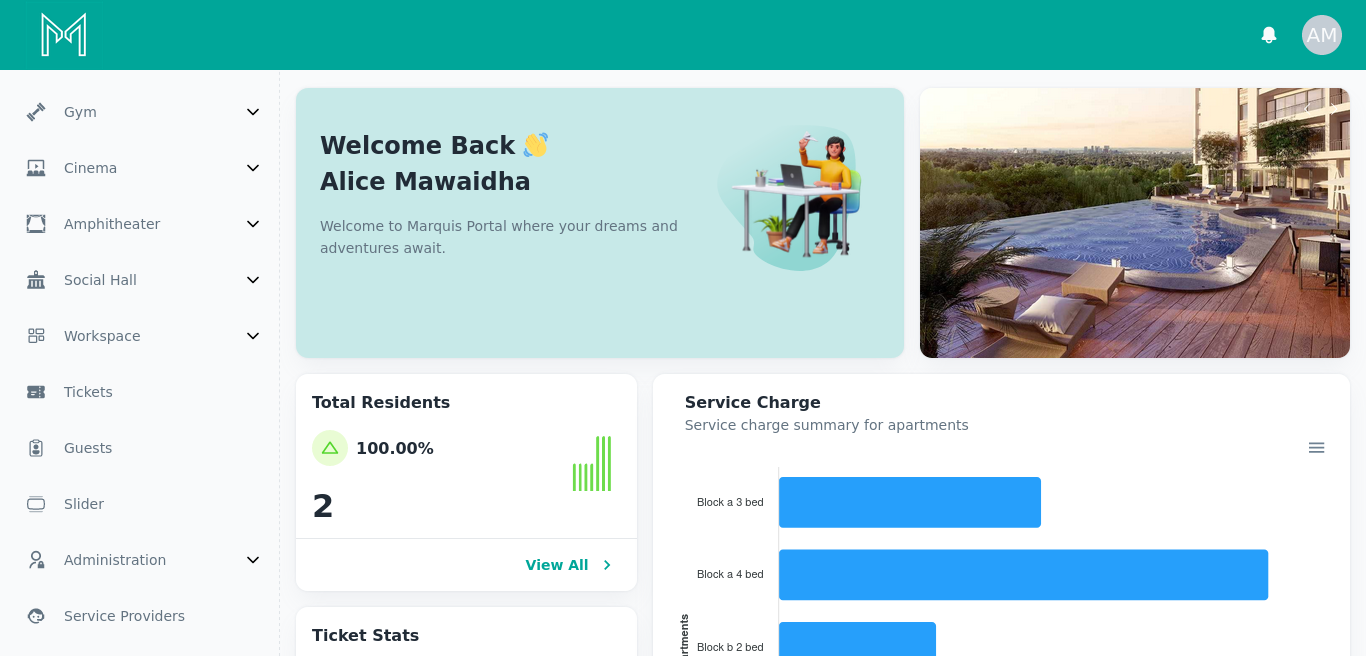 AM
Gym
Cinema
Amphitheater
Social Hall
Workspace
Tickets
Guests
Slider
Administration
Service Providers
Welcome Back 👋
Alice Mawaidha
Welcome to Marquis Portal where your dreams and
adventures await.
Total Residents
100.00%
2
View All
Ticket Stats
Service Charge
Service charge summary for apartments
Block a 3 bed
Block a 4 bed
Block b 2 bed